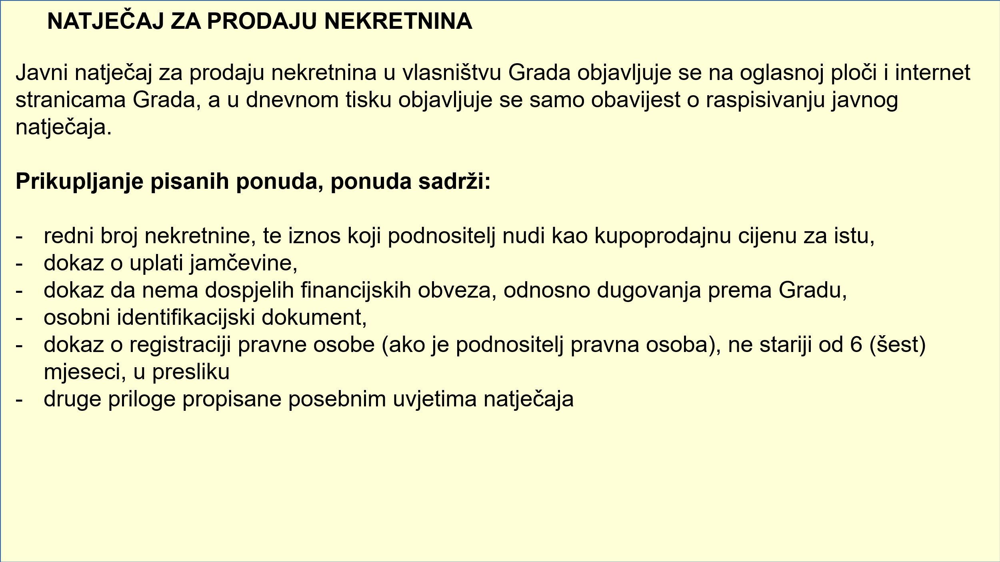 NATJEČAJ ZA PRODAJU NEKRETNINA
Javni natječaj za prodaju nekretnina u vlasništvu Grada objavljuje se na oglasnoj ploči i internet
stranicama Grada, a u dnevnom tisku objavljuje se samo obavijest o raspisivanju javnog
natječaja.
Prikupljanje pisanih ponuda, ponuda sadrži:
- redni broj nekretnine, te iznos koji podnositelj nudi kao kupoprodajnu cijenu za istu,
- dokaz o uplati jamčevine,
- dokaz da nema dospjelih financijskih obveza, odnosno dugovanja prema Gradu,
- osobni identifikacijski dokument,
- dokaz o registraciji pravne osobe (ako je podnositelj pravna osoba), ne stariji od 6 (šest)
mjeseci, u presliku
- druge priloge propisane posebnim uvjetima natječaja